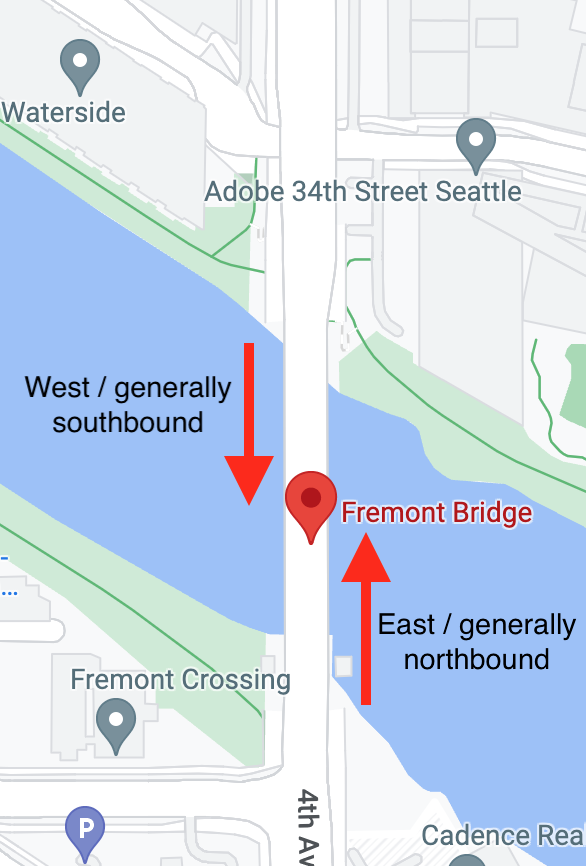 Waterside
Adobe 34th Street Seattle
West / generally
southbound
Fremont Bridge
East / generally
northbound
Fremont Crossing
P
4th Av
Cadence Rea